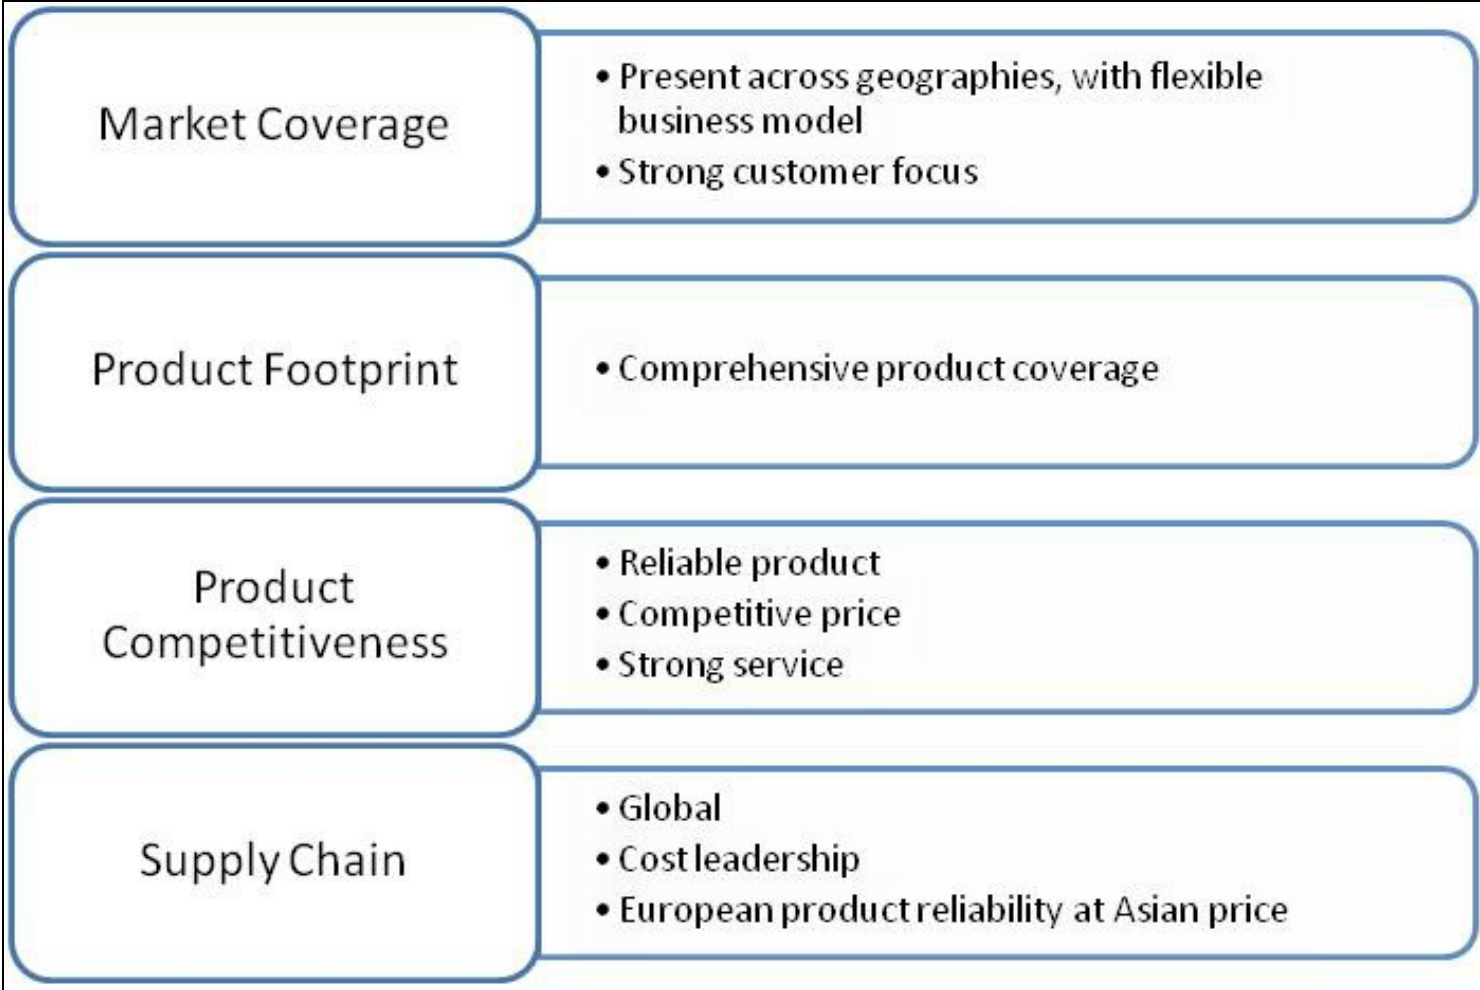 Market Coverage
• Present across geographies, with flexible
business model
• Strong customer focus
Product Footprint
• Comprehensive product coverage
Product
Competitiveness
• Reliable product
• Competitive price
• Strong service
Supply Chain
• Global
• Cost leadership
• European product reliability at Asian price